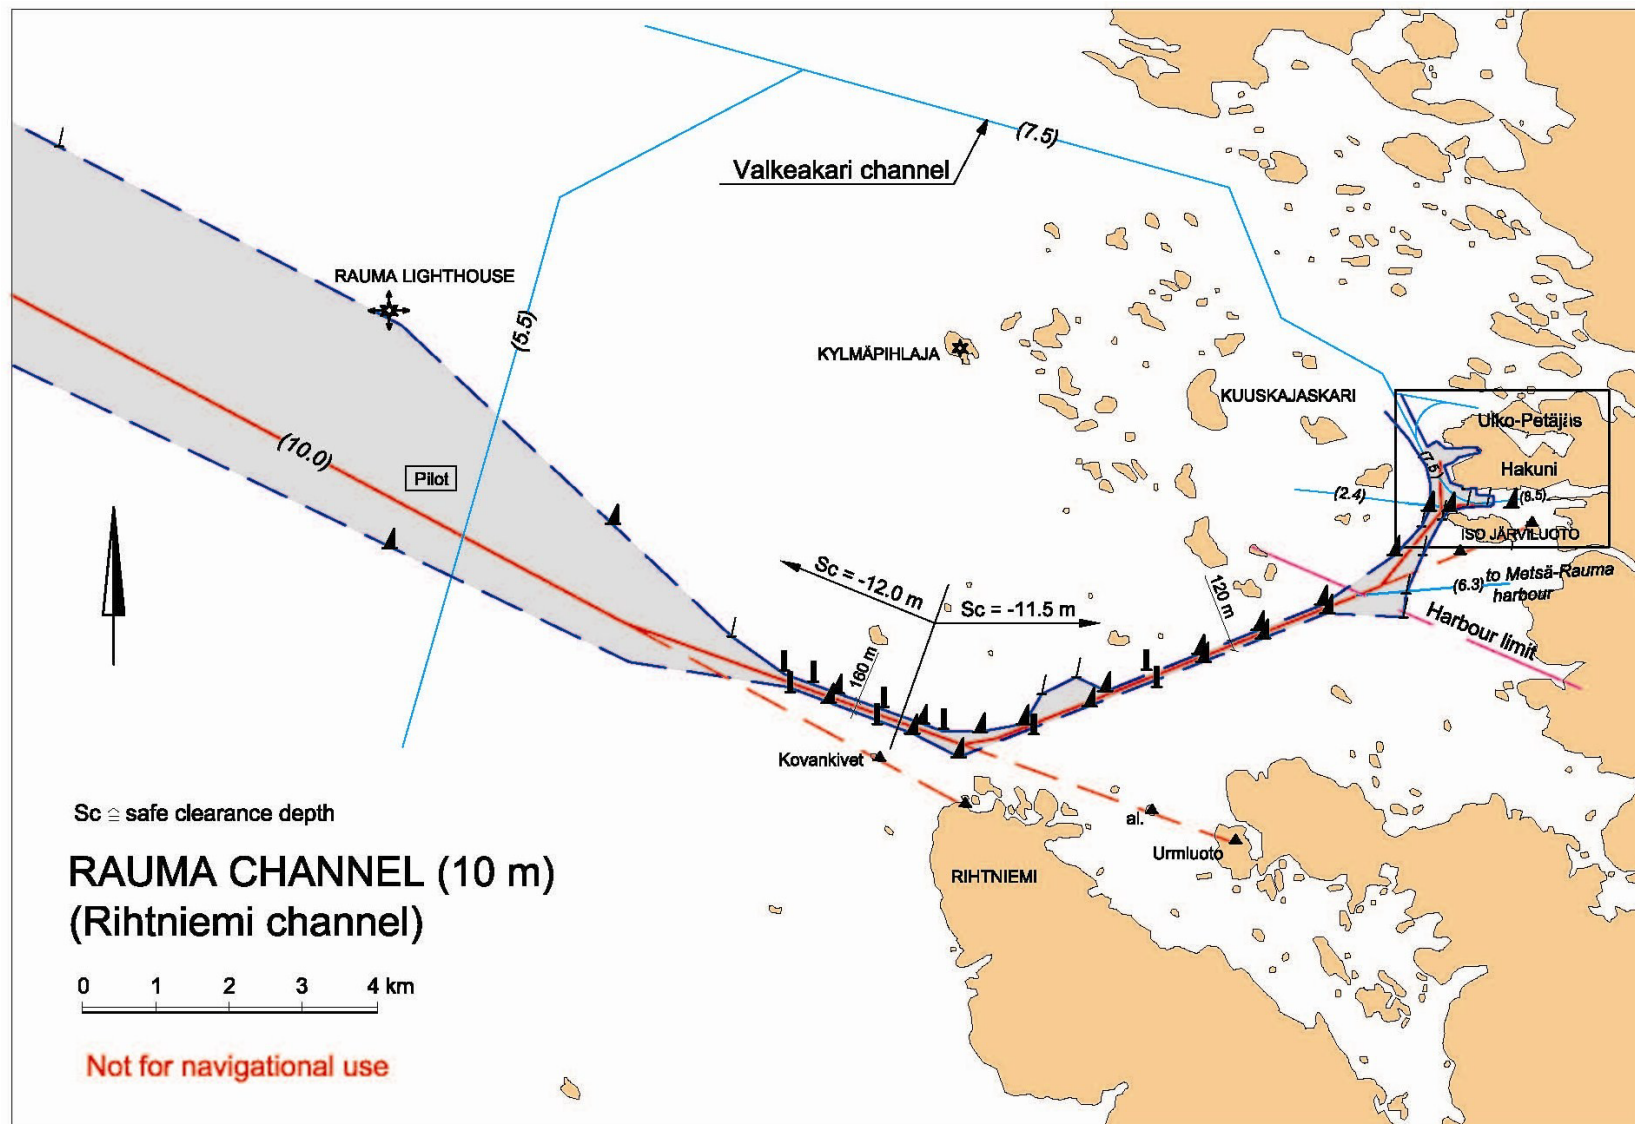 (7.5)
Valkeakari channel
RAUMA LIGHTHOUSE
(5.5)
KYLMÄPIHLAJA
KUUSKAJASKARI
Ulko-Petäjäs
(10.0)
Pilot
(7.5)
Hakuni
(2.4)
(8.5)
ISO JÄRVILUOTO
Sc = -12.0 m
Sc = -11.5 m
120 m
(6.3)
to Metsä-Rauma
harbour
Harbour limit
160 m
Kovankivet
al.
Urmluoto
RIHTNIEMI
Sc ≙ safe clearance depth
RAUMA CHANNEL (10 m)
(Rihtniemi channel)
0 1 2 3 4 km
Not for navigational use